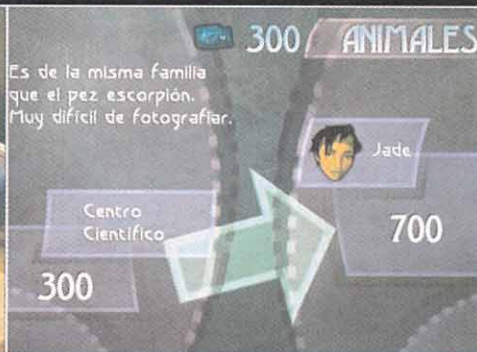 300 ANIMALES
Es de la misma familia
que el pez escorpión.
Muy difícil de fotografiar.
Jade
Centro
Científico
700
300